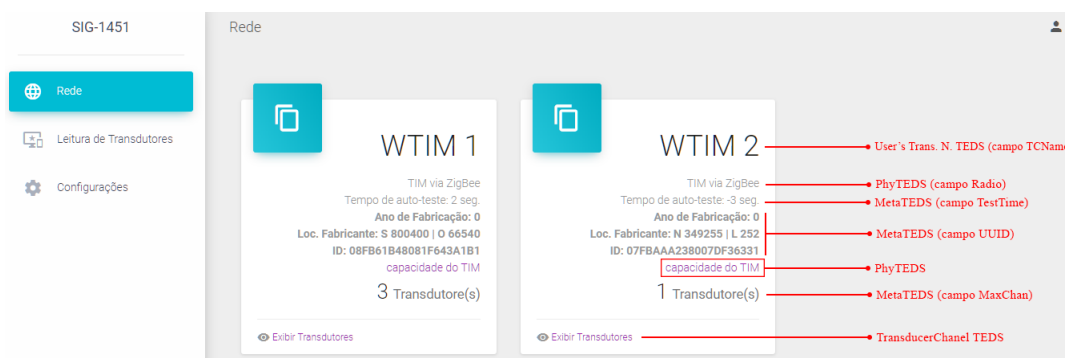 SIG-1451
Rede
Rede
Leitura de Transdutores
Configurações
WTIM 1
TIM via ZigBee
Tempo de auto-teste: 2 seg.
Ano de Fabricação: 0
Loc. Fabricante: S 800400 | O 66540
ID: 08FB61B48081F643A1B1
capacidade do TIM
3 Transdutore(s)
Exibir Transdutores
WTIM 2
TIM via ZigBee
Tempo de auto-teste: -3 seg.
Ano de Fabricação: 0
Loc. Fabricante: N 349255 | L 252
ID: 07FBAAA238007DF36331
capacidade do TIM
1 Transdutore(s)
Exibir Transdutores
User's Trans. N. TEDS (campo TCName
PhyTEDS (campo Radio)
MetaTEDS (campo TestTime)
MetaTEDS (campo UUID)
PhyTEDS
MetaTEDS (campo MaxChan)
TransducerChanel TEDS